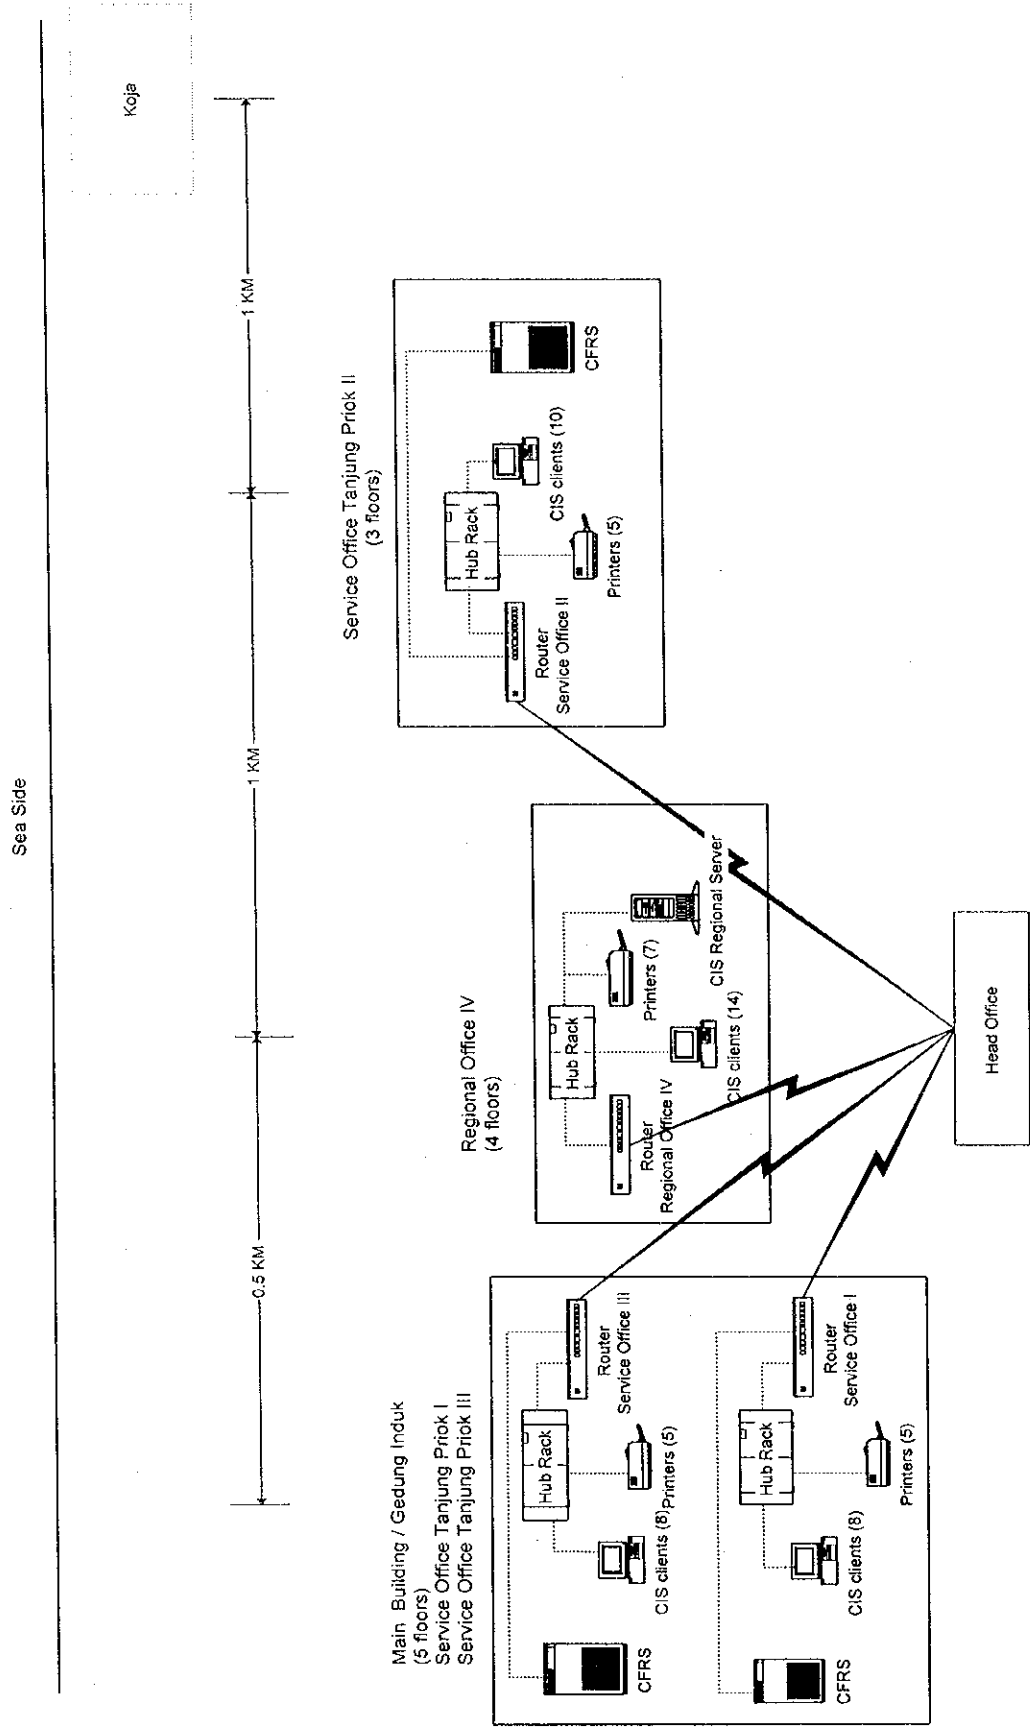 Sea Side
Koja
0.5 KM
1 KM
1 KM
Main Building / Gedung Induk
(5 floors)
Service Office Tanjung Priok I
Service Office Tanjung Priok III
CFRS
CIS clients (8)
Hub Rack
Printers (5)
Router
Service Office III
CFRS
CIS clients (8)
Hub Rack
Printers (5)
Router
Service Office I
Regional Office IV
(4 floors)
Router
Regional Office IV
Hub Rack
CIS clients (14)
Printers (7)
CIS Regional Server
Service Office Tanjung Priok II
(3 floors)
Router
Service Office II
Hub Rack
Printers (5)
CIS clients (10)
CFRS
Head Office